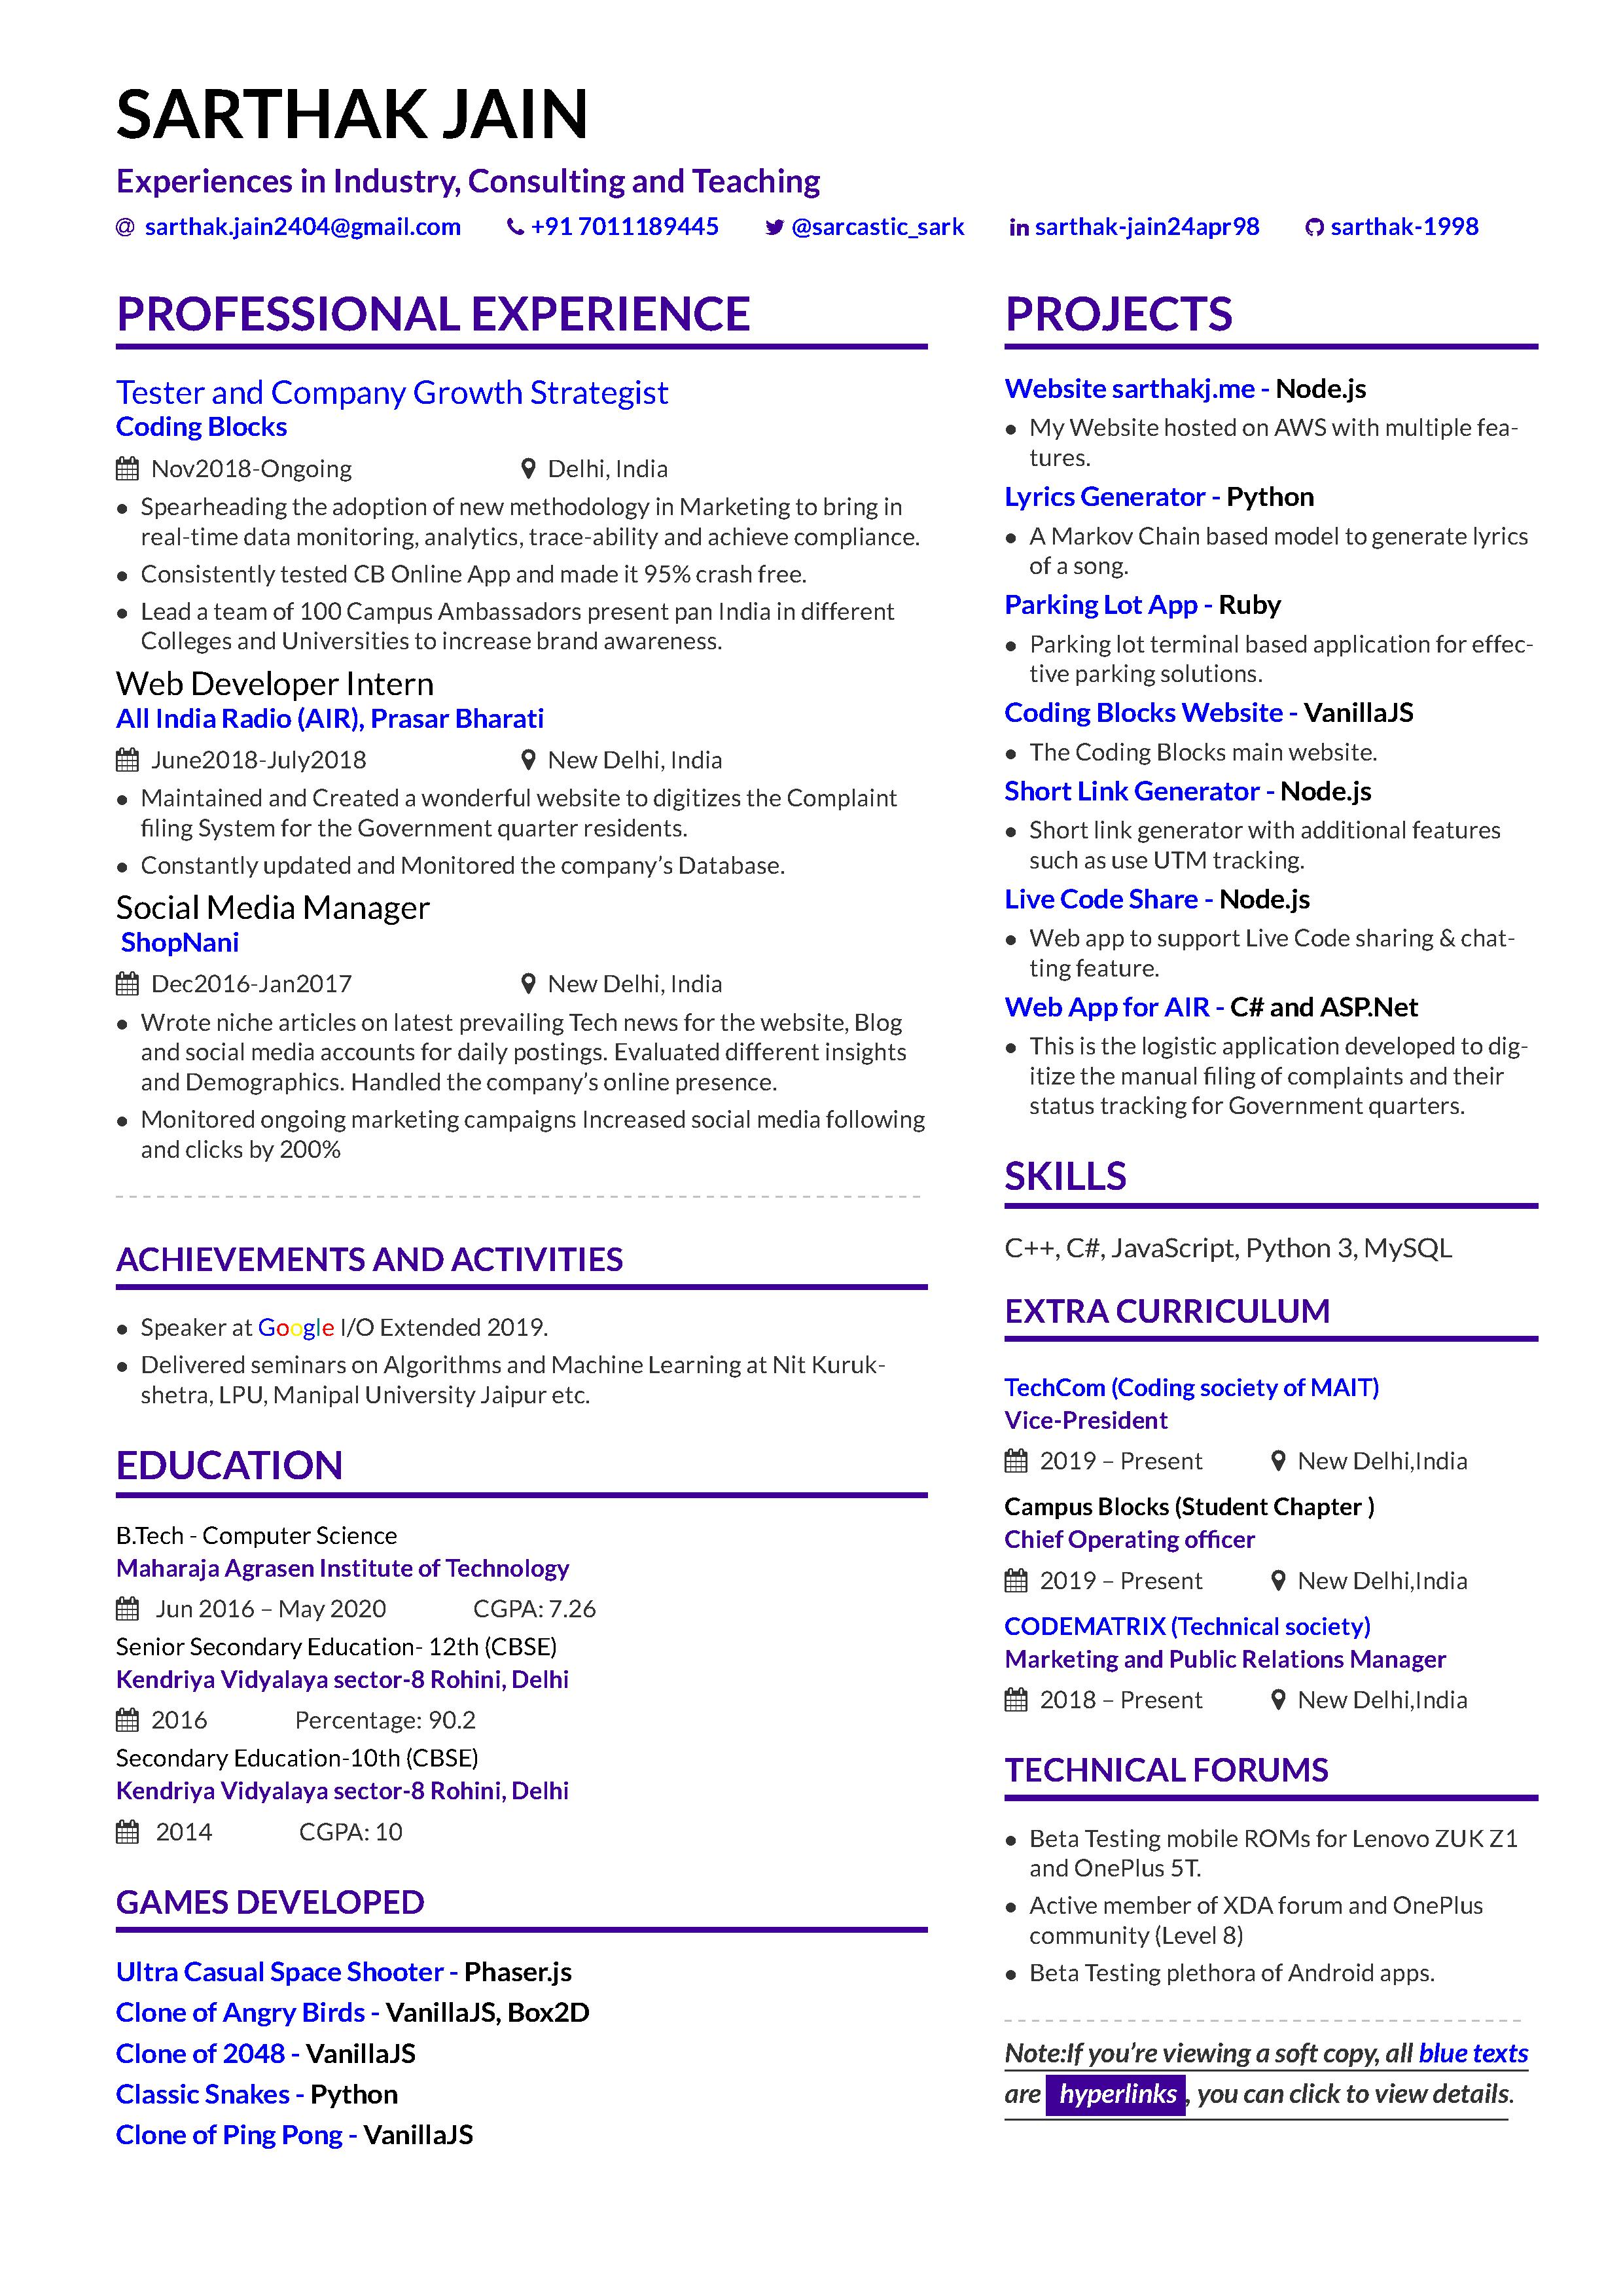 SARTHAK JAIN
Experiences in Industry, Consulting and Teaching
@ sarthak.jain2404@gmail.com +91 7011189445 @sarcastic_sark in sarthak-jain24apr98 sarthak-1998
PROFESSIONAL EXPERIENCE
Tester and Company Growth Strategist
Coding Blocks
Nov2018-Ongoing Delhi, India
• Spearheading the adoption of new methodology in Marketing to bring in
real-time data monitoring, analytics, trace-ability and achieve compliance.
• Consistently tested CB Online App and made it 95% crash free.
• Lead a team of 100 Campus Ambassadors present pan India in different
Colleges and Universities to increase brand awareness.
Web Developer Intern
All India Radio (AIR), Prasar Bharati
June2018-July2018 New Delhi, India
• Maintained and Created a wonderful website to digitizes the Complaint
filing System for the Government quarter residents.
• Constantly updated and Monitored the company's Database.
Social Media Manager
ShopNani
Dec2016-Jan2017 New Delhi, India
• Wrote niche articles on latest prevailing Tech news for the website, Blog
and social media accounts for daily postings. Evaluated different insights
and Demographics. Handled the company's online presence.
• Monitored ongoing marketing campaigns Increased social media following
and clicks by 200%
ACHIEVEMENTS AND ACTIVITIES
• Speaker at Google I/O Extended 2019.
• Delivered seminars on Algorithms and Machine Learning at Nit Kuruk-
shetra, LPU, Manipal University Jaipur etc.
EDUCATION
B.Tech - Computer Science
Maharaja Agrasen Institute of Technology
Jun 2016 – May 2020 CGPA: 7.26
Senior Secondary Education- 12th (CBSE)
Kendriya Vidyalaya sector-8 Rohini, Delhi
2016 Percentage: 90.2
Secondary Education-10th (CBSE)
Kendriya Vidyalaya sector-8 Rohini, Delhi
2014 CGPA: 10
GAMES DEVELOPED
Ultra Casual Space Shooter - Phaser.js
Clone of Angry Birds - VanillaJS, Box2D
Clone of 2048 - VanillaJS
Classic Snakes - Python
Clone of Ping Pong - VanillaJS
PROJECTS
Website sarthakj.me - Node.js
• My Website hosted on AWS with multiple fea-
tures.
Lyrics Generator - Python
• A Markov Chain based model to generate lyrics
of a song.
Parking Lot App - Ruby
• Parking lot terminal based application for effec-
tive parking solutions.
Coding Blocks Website - VanillaJS
• The Coding Blocks main website.
Short Link Generator - Node.js
• Short link generator with additional features
such as use UTM tracking.
Live Code Share - Node.js
• Web app to support Live Code sharing & chat-
ting feature.
Web App for AIR - C# and ASP.Net
• This is the logistic application developed to dig-
itize the manual filing of complaints and their
status tracking for Government quarters.
SKILLS
C++, C#, JavaScript, Python 3, MySQL
EXTRA CURRICULUM
TechCom (Coding society of MAIT)
Vice-President
2019 – Present New Delhi,India
Campus Blocks (Student Chapter )
Chief Operating officer
2019 – Present New Delhi,India
CODEMATRIX (Technical society)
Marketing and Public Relations Manager
2018 – Present New Delhi,India
TECHNICAL FORUMS
• Beta Testing mobile ROMs for Lenovo ZUK Z1
and OnePlus 5T.
• Active member of XDA forum and OnePlus
community (Level 8)
• Beta Testing plethora of Android apps.
Note:If you're viewing a soft copy, all blue texts
are hyperlinks, you can click to view details.